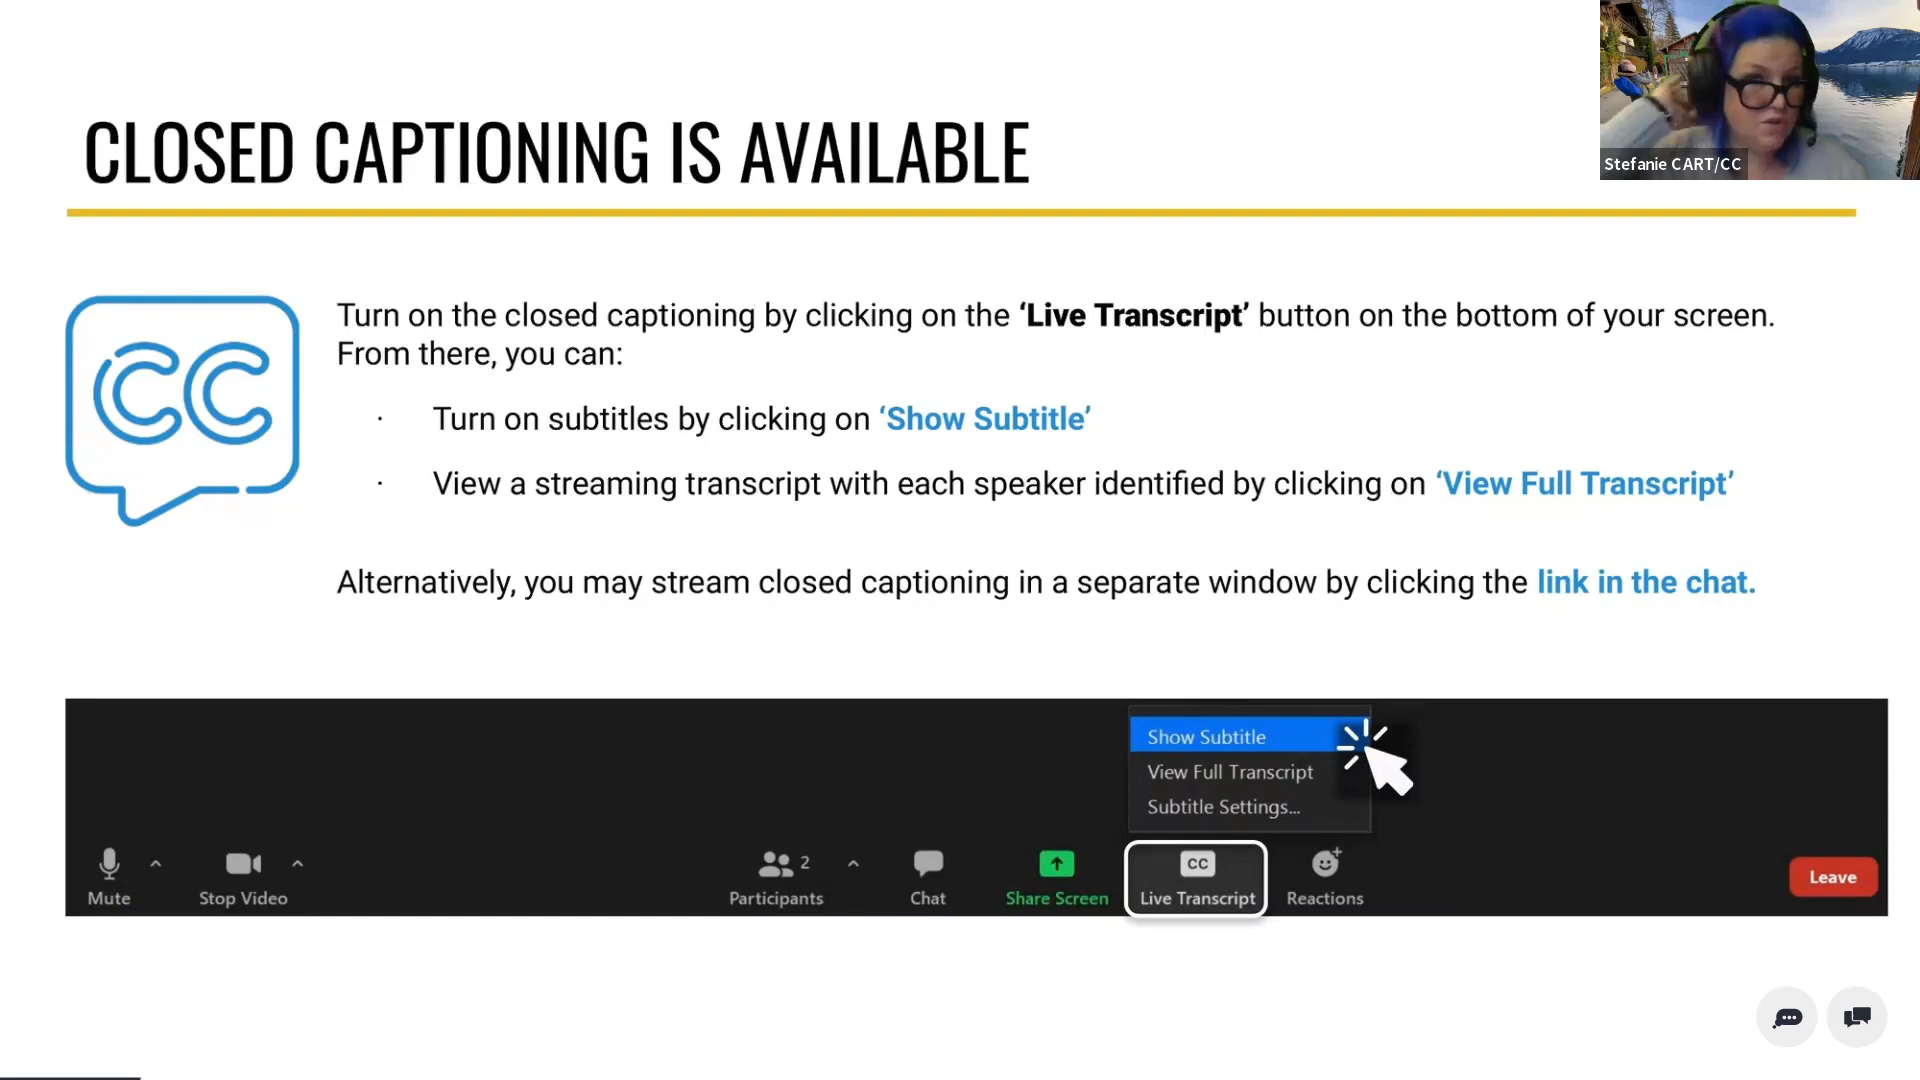 CLOSED CAPTIONING IS AVAILABLE
Stefanie CART/CC
CC
Turn on the closed captioning by clicking on the ‘Live Transcript’ button on the bottom of your screen.
From there, you can:
· Turn on subtitles by clicking on ‘Show Subtitle’
· View a streaming transcript with each speaker identified by clicking on ‘View Full Transcript’
Alternatively, you may stream closed captioning in a separate window by clicking the link in the chat.
Show Subtitle
View Full Transcript
Subtitle Settings...
2
CC
Mute
Stop Video
Participants
Chat
Share Screen
Live Transcript
Reactions
Leave